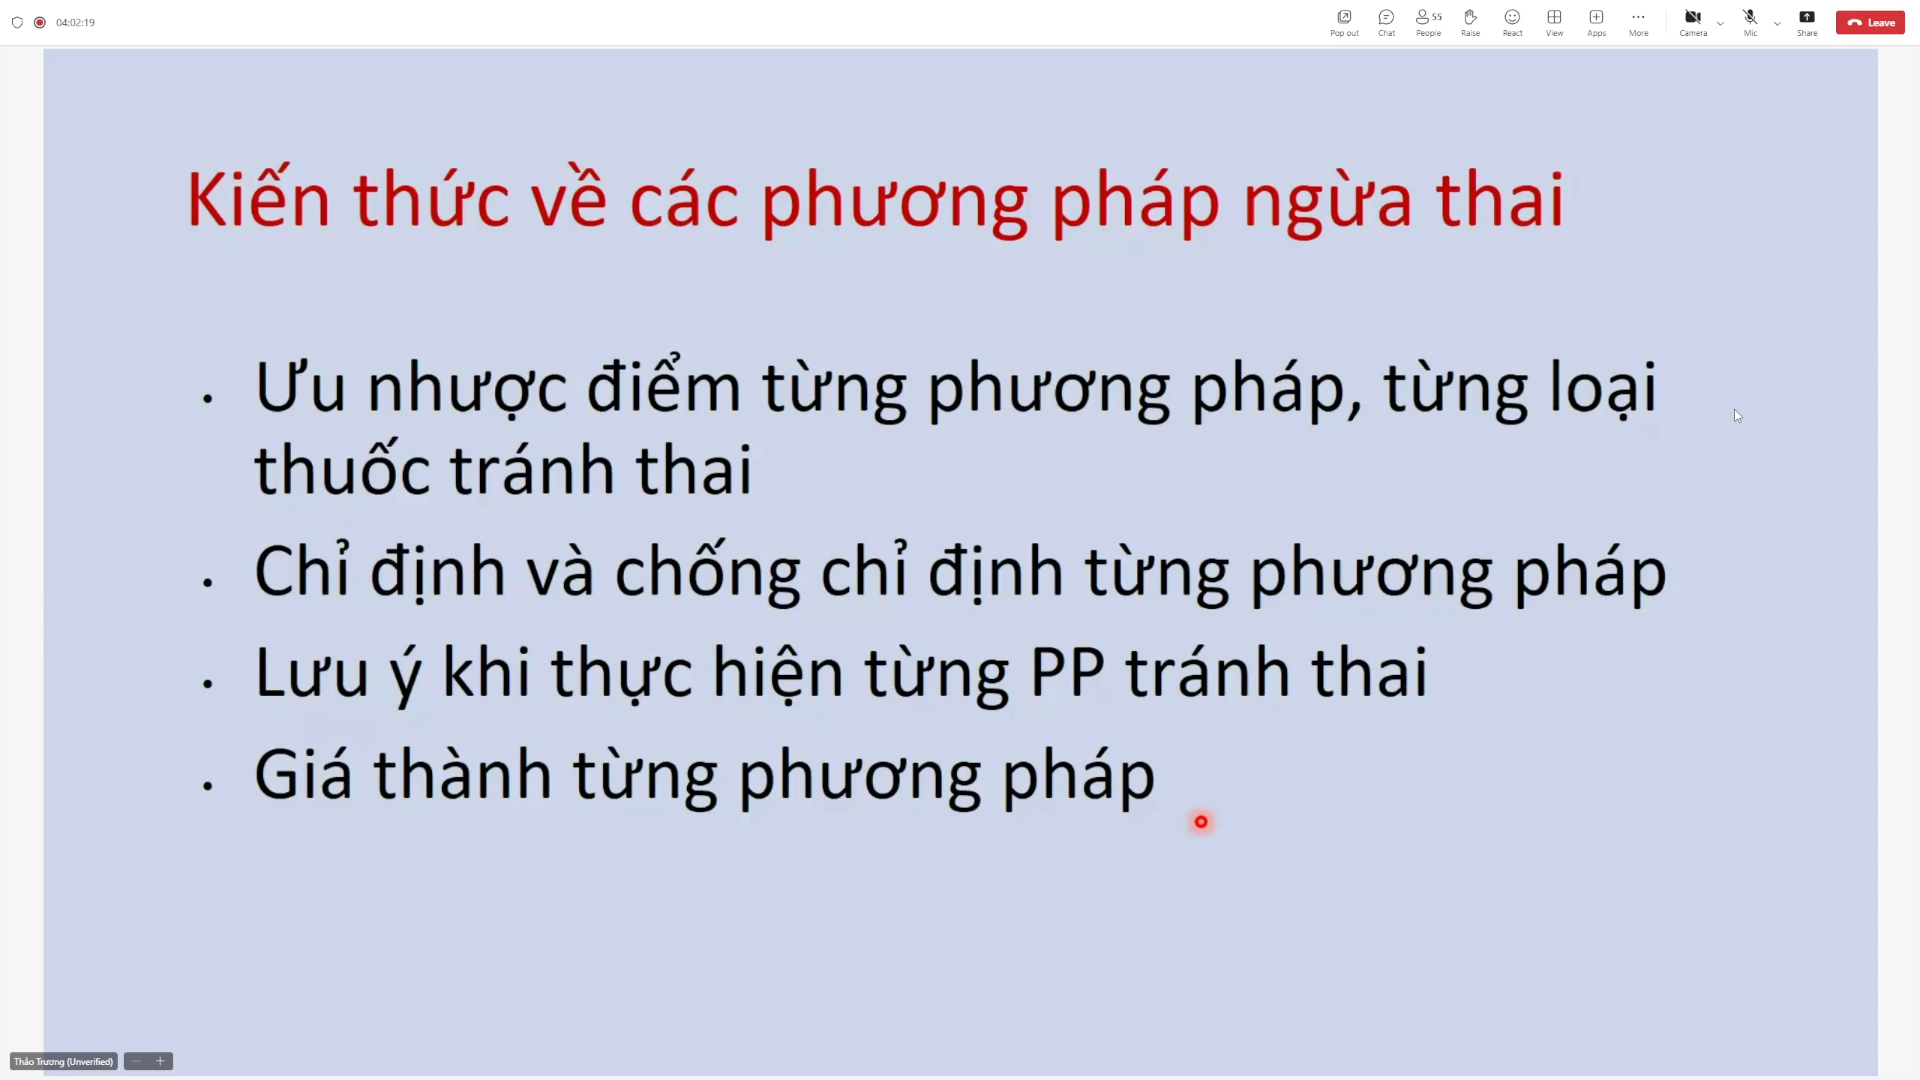 04:02:19
Pop out
Chat
55
People
Raise
React
View
Apps
More
Camera
Mic
Share
Leave
Kiến thức về các phương pháp ngừa thai
• Ưu nhược điểm từng phương pháp, từng loại
thuốc tránh thai
• Chỉ định và chống chỉ định từng phương pháp
• Lưu ý khi thực hiện từng PP tránh thai
• Giá thành từng phương pháp
Thảo Trương (Unverified)